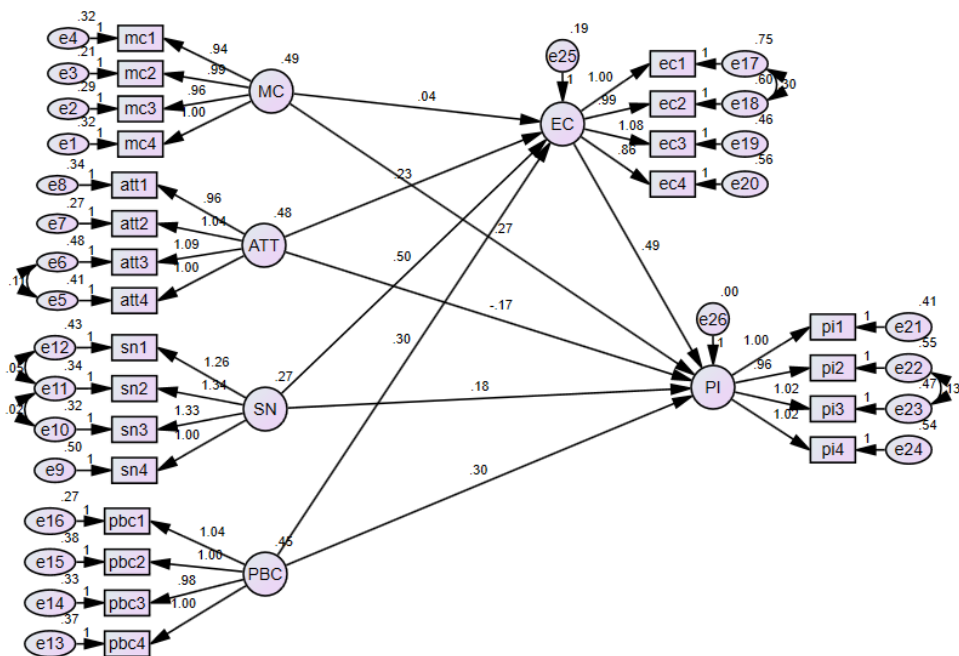 .32
e4 1 mc1
.94
.21
e3 1 mc2
.99
.29
e2 1 mc3
.96
.32
e1 1 mc4
1.00
.49
MC
.34
e8 1 att1
.96
.27
e7 1 att2
1.04
.48
e6 1 att3
1.09
.41
e5 1 att4
1.00
.48
ATT
.43
e12 1 sn1
1.26
.05
.34
e11 1 sn2
1.34
.02
.32
e10 1 sn3
1.33
.50
e9 1 sn4
1.00
.27
SN
.27
e16 1 pbc1
1.04
.38
e15 1 pbc2
1.00
.33
e14 1 pbc3
.98
.37
e13 1 pbc4
1.00
.45
PBC
.04
.23
.27
.50
.30
-.17
.18
.30
.49
.19
e25
1
EC
1.00
ec1 1 e17
.75
.99
ec2 1 e18
.60
.30
1.08
ec3 1 e19
.46
.86
ec4 1 e20
.56
.00
e26
1
PI
1.00
pi1 1 e21
.41
.96
pi2 1 e22
.55
1.02
pi3 1 e23
.47
.13
1.02
pi4 1 e24
.54